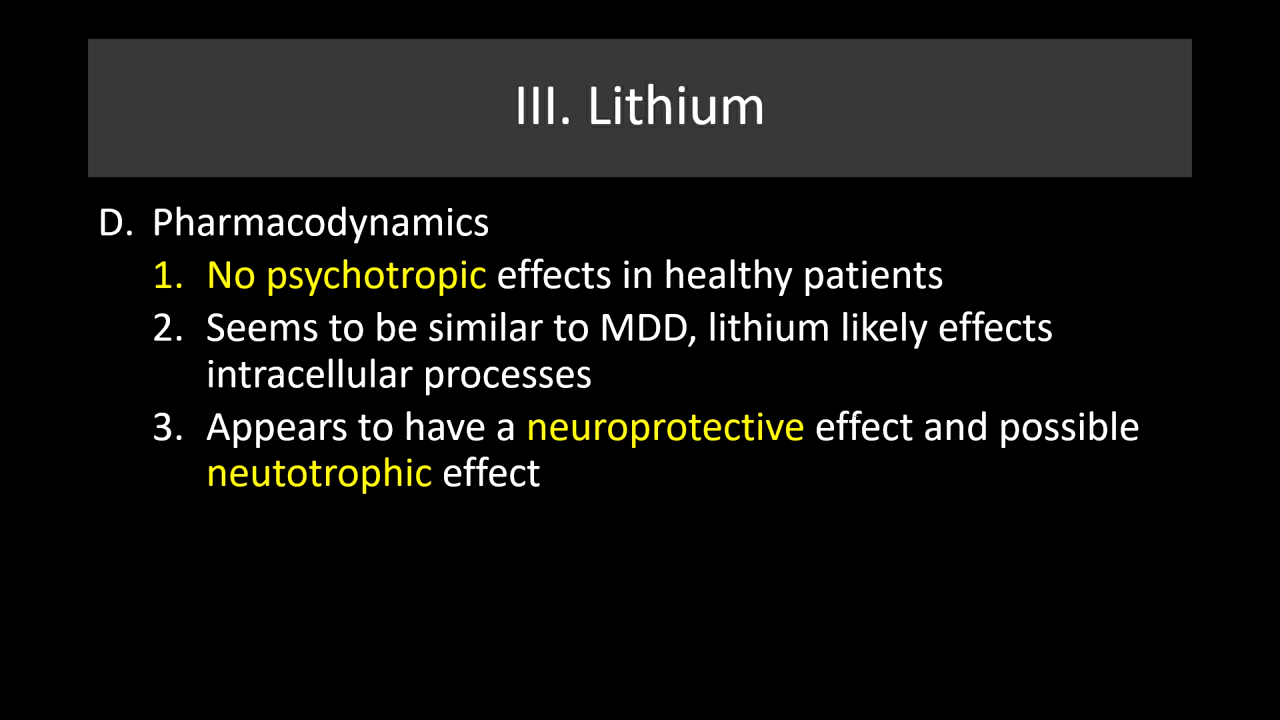 III. Lithium
D. Pharmacodynamics
1. No psychotropic effects in healthy patients
2. Seems to be similar to MDD, lithium likely effects
intracellular processes
3. Appears to have a neuroprotective effect and possible
neutotrophic effect